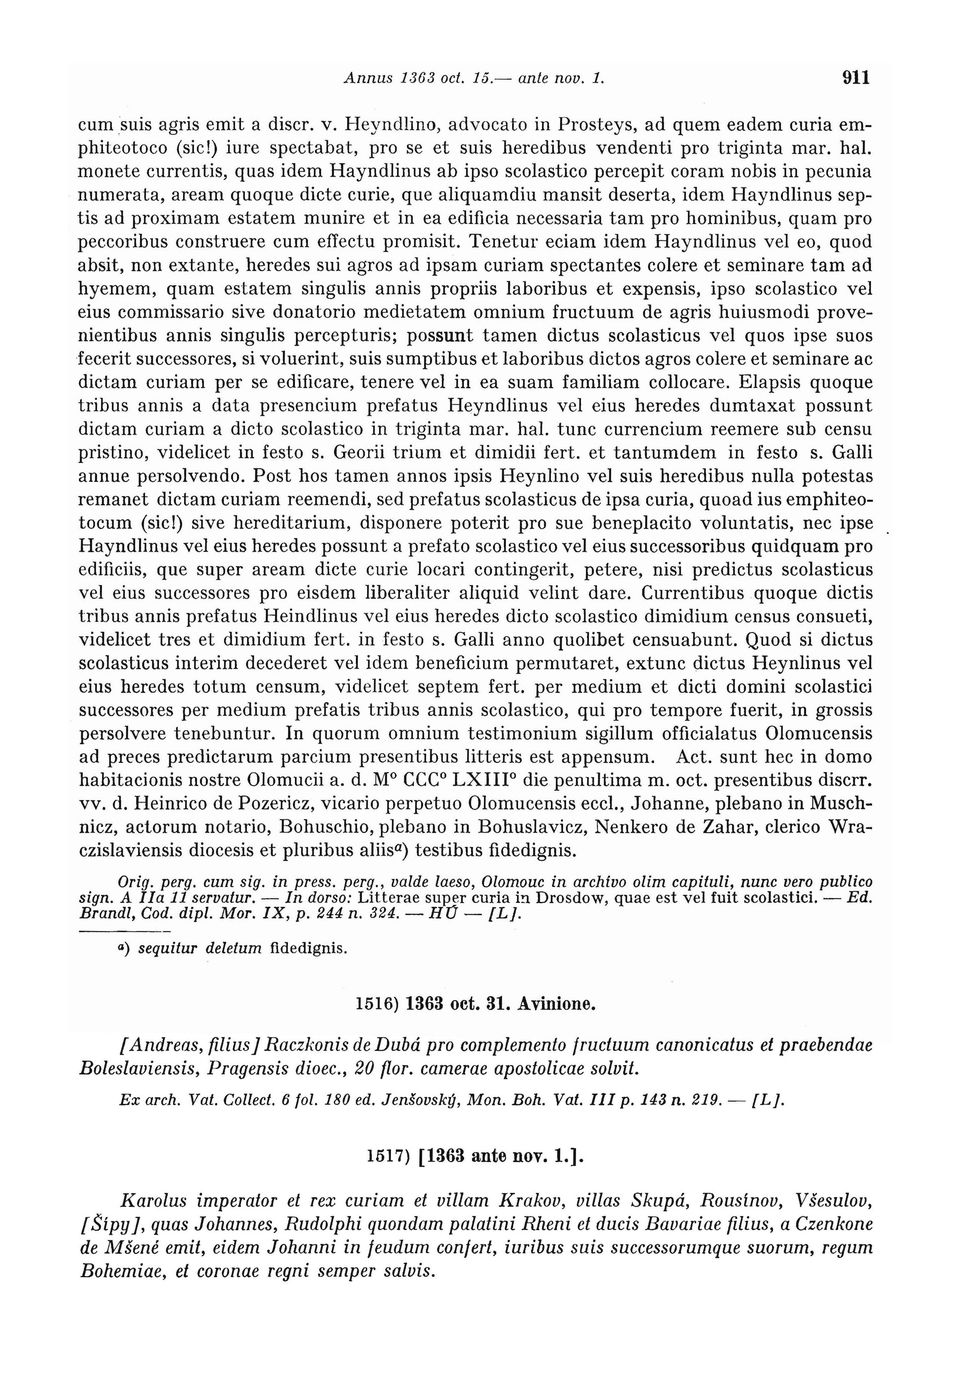 Annus 1363 oct. 15.— ante nov. 1. 911
cum suis agris emit a discr. v. Heyndlino, advocato in Prosteys, ad quem eadem curia em-
phiteotoco (sic!) iure spectabat, pro se et suis heredibus vendenti pro triginta mar. hal.
monete currentis, quas idem Hayndlinus ab ipso scolastico percepit coram nobis in pecunia
numerata, aream quoque dicte curie, que aliquamdiu mansit deserta, idem Hayndlinus sep-
tis ad proximam estatem munire et in ea edificia necessaria tam pro hominibus, quam pro
peccoribus construere cum effectu promisit. Tenetur eciam idem Hayndlinus vel eo, quod
absit, non extante, heredes sui agros ad ipsam curiam spectantes colere et seminare tam ad
hyemem, quam estatem singulis annis propriis laboribus et expensis, ipso scolastico vel
eius commissario sive donatorio medietatem omnium fructuum de agris huiusmodi prove-
nientibus annis singulis percepturis; possunt tamen dictus scolasticus vel quos ipse suos
fecerit successores, si voluerint, suis sumptibus et laboribus dictos agros colere et seminare ac
dictam curiam per se edificare, tenere vel in ea suam familiam collocare. Elapsis quoque
tribus annis a data presencium prefatus Heyndlinus vel eius heredes dumtaxat possunt
dictam curiam a dicto scolastico in triginta mar. hal. tunc currencium reemere sub censu
pristino, videlicet in festo s. Georii trium et dimidii fert. et tantumdem in festo s. Galli
annue persolvendo. Post hos tamen annos ipsis Heynlino vel suis heredibus nulla potestas
remanet dictam curiam reemendi, sed prefatus scolasticus de ipsa curia, quoad ius emphiteo-
tocum (sic!) sive hereditarium, disponere poterit pro sue beneplacito voluntatis, nec ipse
Hayndlinus vel eius heredes possunt a prefato scolastico vel eius successoribus quidquam pro
edificiis, que super aream dicte curie locari contingerit, petere, nisi predictus scolasticus
vel eius successores pro eisdem liberaliter aliquid velint dare. Currentibus quoque dictis
tribus annis prefatus Heindlinus vel eius heredes dicto scolastico dimidium census consueti,
videlicet tres et dimidium fert. in festo s. Galli anno quolibet censuabunt. Quod si dictus
scolasticus interim decederet vel idem beneficium permutaret, extunc dictus Heynlinus vel
eius heredes totum censum, videlicet septem fert. per medium et dicti domini scolastici
successores per medium prefatis tribus annis scolastico, qui pro tempore fuerit, in grossis
persolvere tenebuntur. In quorum omnium testimonium sigillum officialatus Olomucensis
ad preces predictarum parcium presentibus litteris est appensum. Act. sunt hec in domo
habitacionis nostre Olomucii a. d. M° CCC° LXIII° die penultima m. oct. presentibus discrr.
vv. d. Heinrico de Pozericz, vicario perpetuo Olomucensis eccl., Johanne, plebano in Musch-
nicz, actorum notario, Bohuschio, plebano in Bohuslavicz, Nenkero de Zahar, clerico Wra-
czislaviensis diocesis et pluribus aliisᵃ) testibus fidedignis.
Orig. perg. cum sig. in press. perg., valde laeso, Olomouc in archivo olim capituli, nunc vero publico
sign. A IIa 11 servatur. — In dorso: Litterae super curia in Drosdow, quae est vel fuit scolastici. — Ed.
Brandl, Cod. dipl. Mor. IX, p. 244 n. 324. — HÚ — [L].
ᵃ) sequitur deletum fidedignis.
1516) 1363 oct. 31. Avinione.
[Andreas, filius] Raczkonis de Dubá pro complemento fructuum canonicatus et praebendae
Boleslaviensis, Pragensis dioec., 20 flor. camerae apostolicae solvit.
Ex arch. Vat. Collect. 6 fol. 180 ed. Jenšovský, Mon. Boh. Vat. III p. 143 n. 219. — [L].
1517) [1363 ante nov. 1.].
Karolus imperator et rex curiam et villam Krakov, villas Skupá, Rousínov, Všesulov,
[Šípy], quas Johannes, Rudolphi quondam palatini Rheni et ducis Bavariae filius, a Czenkone
de Mšené emit, eidem Johanni in feudum confert, iuribus suis successorumque suorum, regum
Bohemiae, et coronae regni semper salvis.